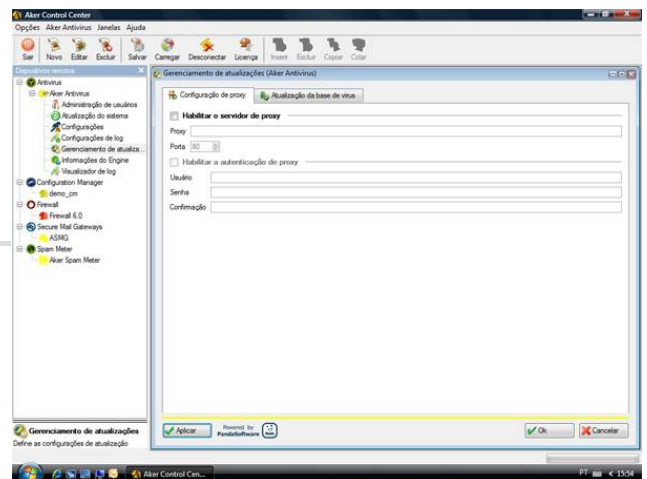 Aker Control Center
Opções Aker Antivirus Janelas Ajuda
Sair Novo Editar Excluir Salvar Carregar Desconectar Licença Inserir Excluir Copiar Colar
Dispositivos remotos
Antivirus
Aker Antivirus
Administração de usuários
Atualização do sistema
Configurações
Configurações de log
Gerenciamento de atualiza...
Informações do Engine
Visualizador de log
Configuration Manager
demo_cm
Firewall
Firewall 6.0
Secure Mail Gateways
ASMG
Spam Meter
Aker Spam Meter
Gerenciamento de atualizações
Define as configurações de atualização
Gerenciamento de atualizações (Aker Antivirus)
Configuração de proxy
Atualização da base de virus
Habilitar o servidor de proxy
Proxy
Porta 80
Habilitar a autenticação de proxy
Usuário
Senha
Confirmação
Aplicar
Powered by
PandaSoftware
Ok
Cancelar
Aker Control Cen...
PT
15:54